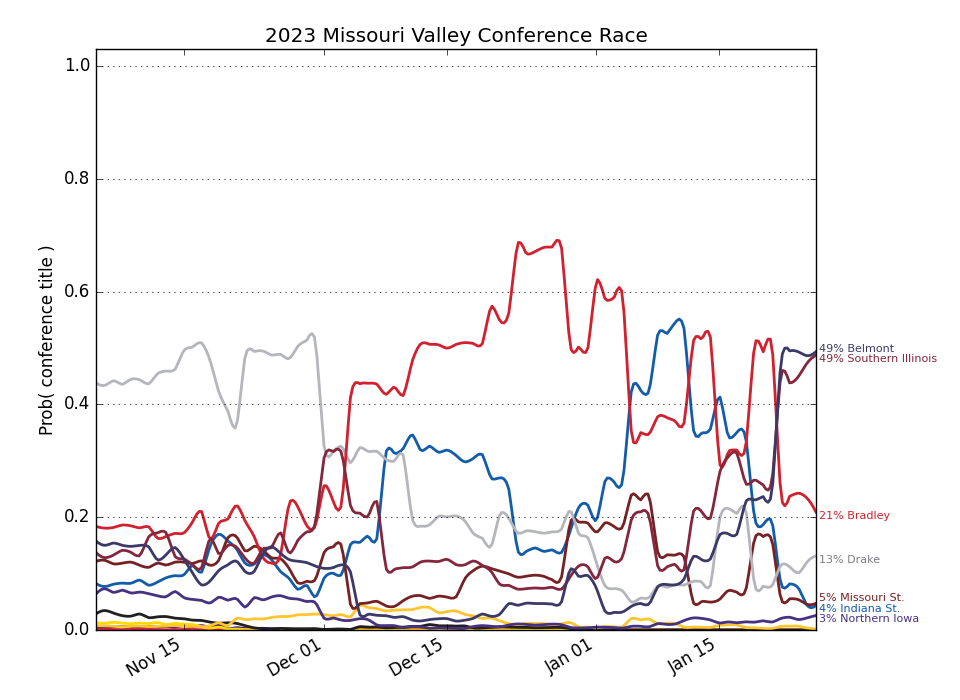 2023 Missouri Valley Conference Race
Prob( conference title )
1.0
0.8
0.6
0.4
0.2
0.0
Nov 15
Dec 01
Dec 15
Jan 01
Jan 15
49% Belmont
49% Southern Illinois
21% Bradley
13% Drake
5% Missouri St.
4% Indiana St.
3% Northern Iowa